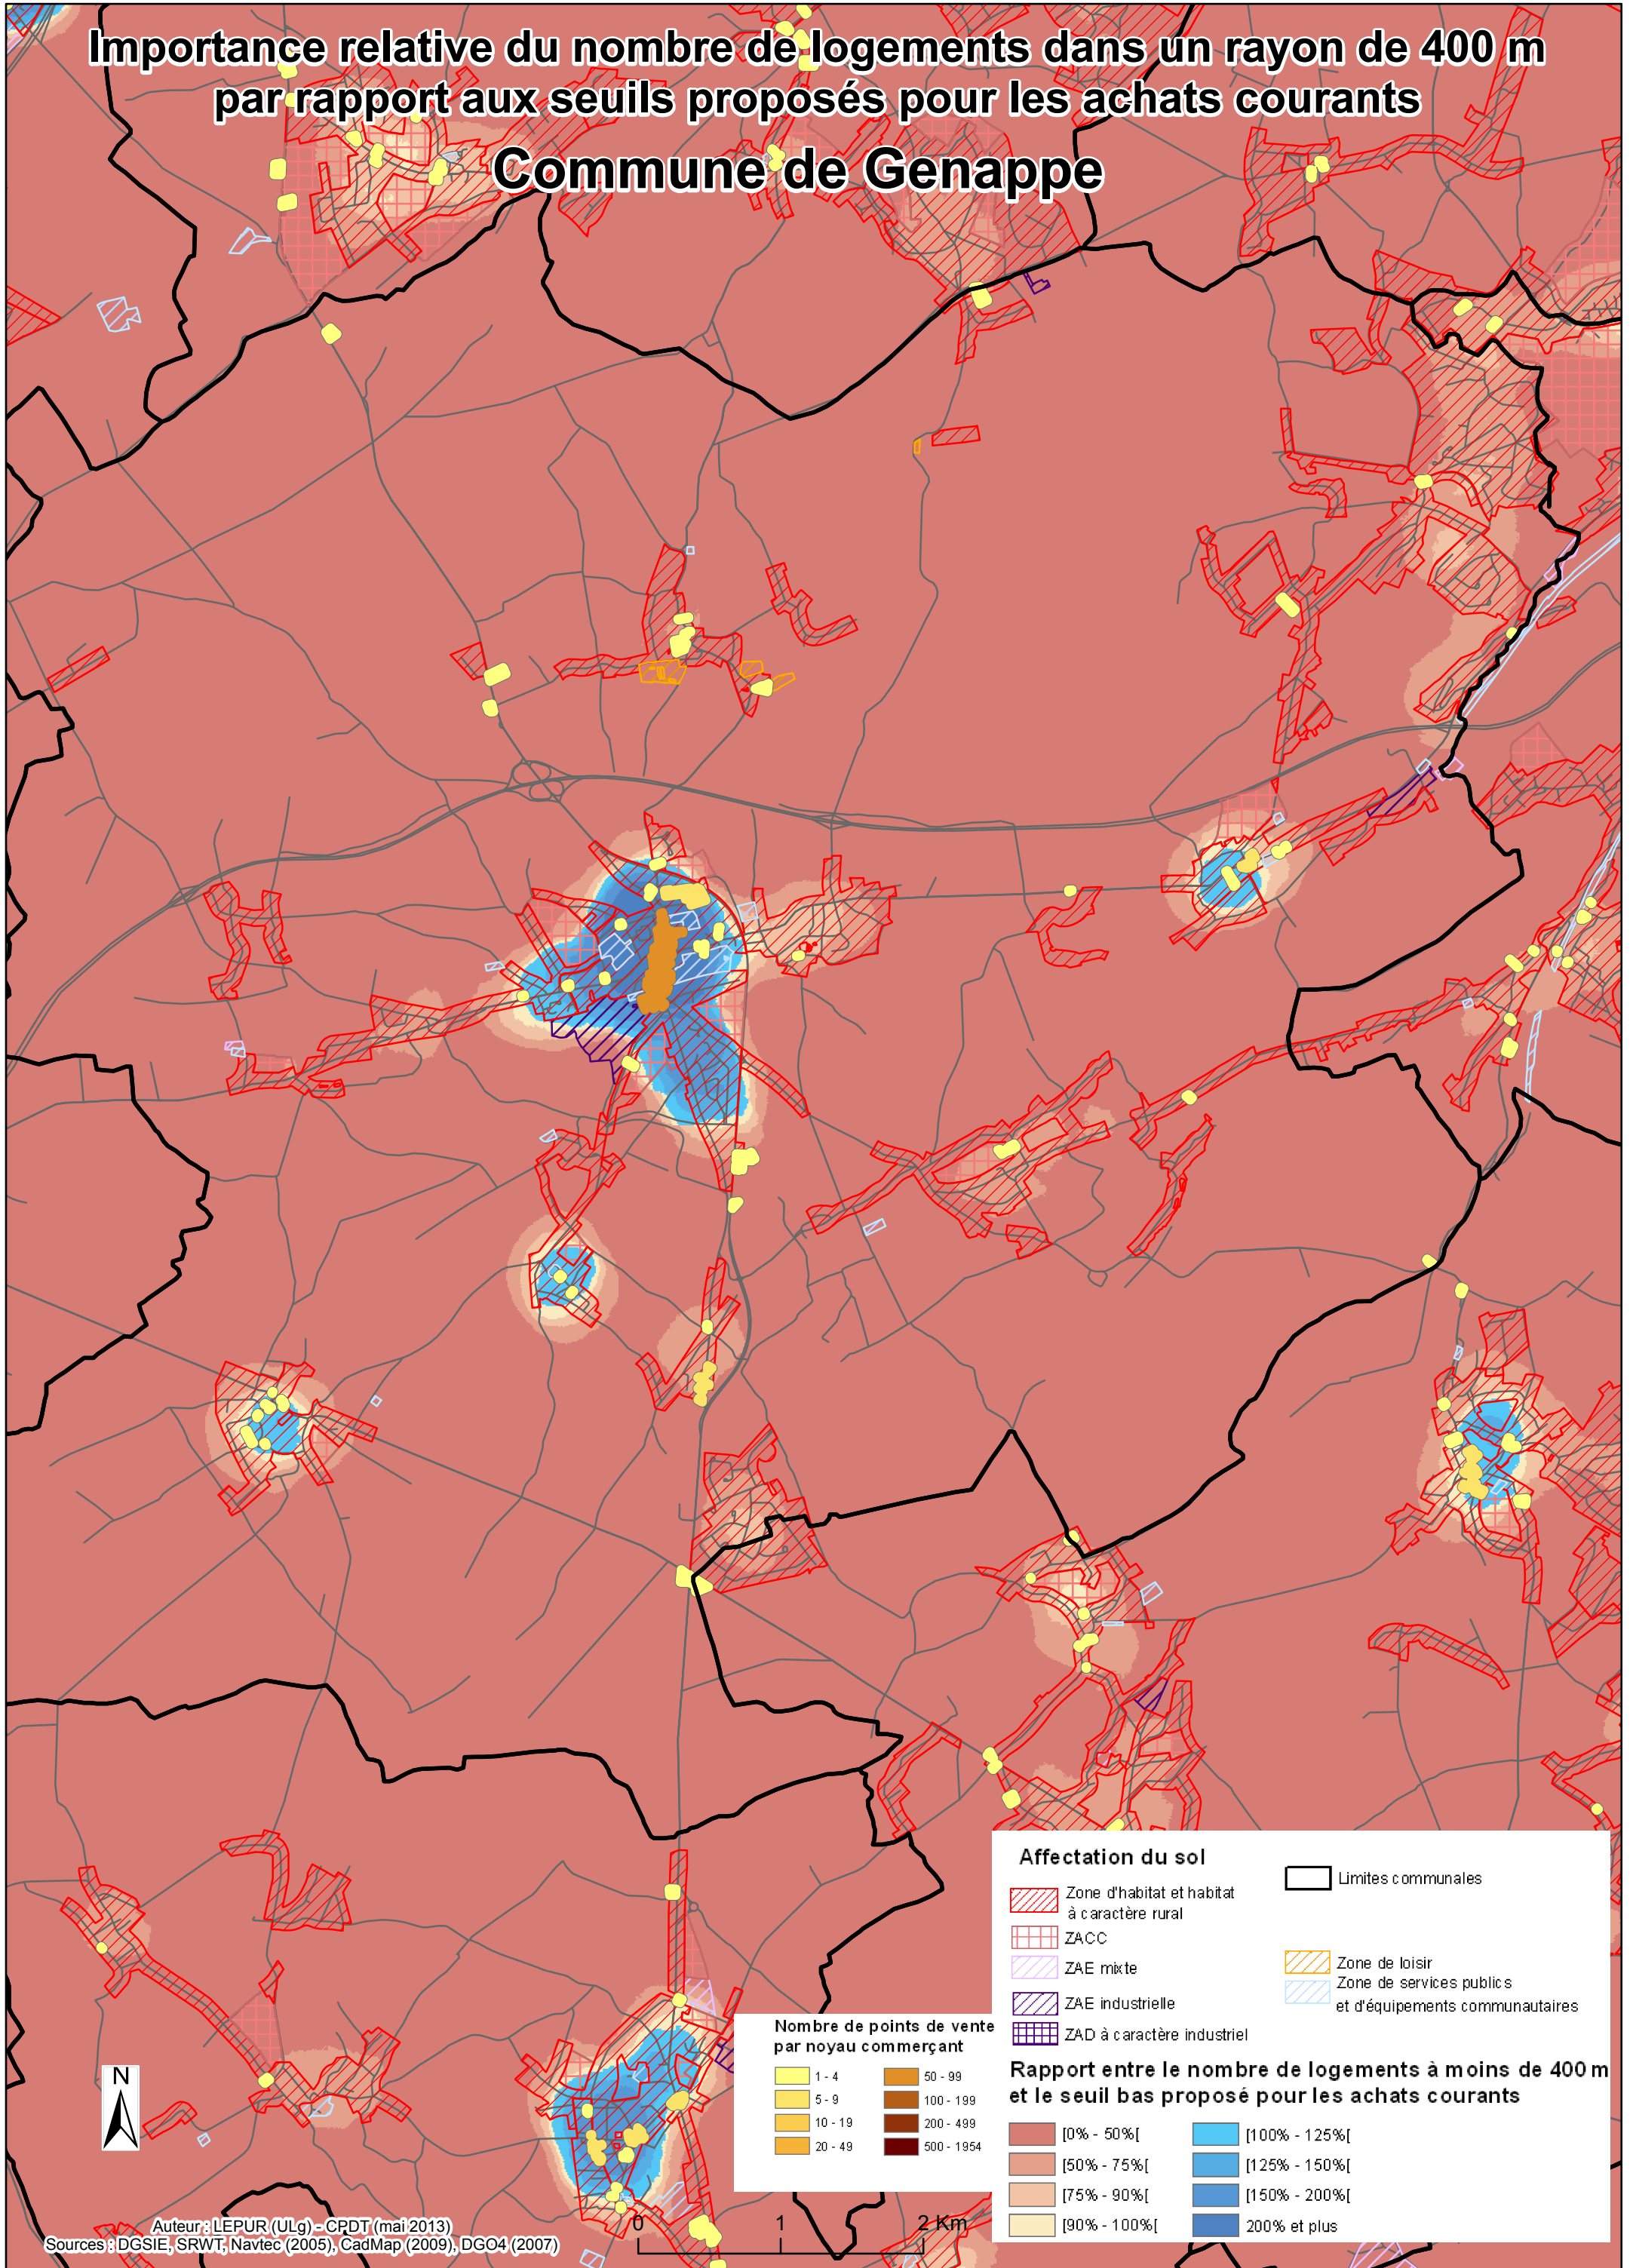 Importance relative du nombre de logements dans un rayon de 400 m
par rapport aux seuils proposés pour les achats courants
Commune de Genappe
Affectation du sol
Zone d'habitat et habitat
à caractère rural
ZACC
ZAE mixte
ZAE industrielle
ZAD à caractère industriel
Limites communales
Zone de loisir
Zone de services publics
et d'équipements communautaires
Nombre de points de vente
par noyau commerçant
1 - 4
5 - 9
10 - 19
20 - 49
50 - 99
100 - 199
200 - 499
500 - 1954
Rapport entre le nombre de logements à moins de 400 m
et le seuil bas proposé pour les achats courants
[0% - 50%[
[50% - 75%[
[75% - 90%[
[90% - 100%[
[100% - 125%[
[125% - 150%[
[150% - 200%[
200% et plus
N
Auteur : LEPUR (ULg) - CPDT (mai 2013)
Sources : DGSIE, SRWT, Navtec (2005), CadMap (2009), DGO4 (2007)
0 1 2 Km